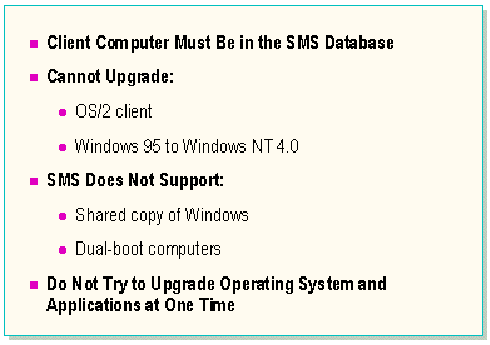 Client Computer Must Be in the SMS Database
Cannot Upgrade:
OS/2 client
Windows 95 to Windows NT 4.0
SMS Does Not Support:
Shared copy of Windows
Dual-boot computers
Do Not Try to Upgrade Operating System and
Applications at One Time